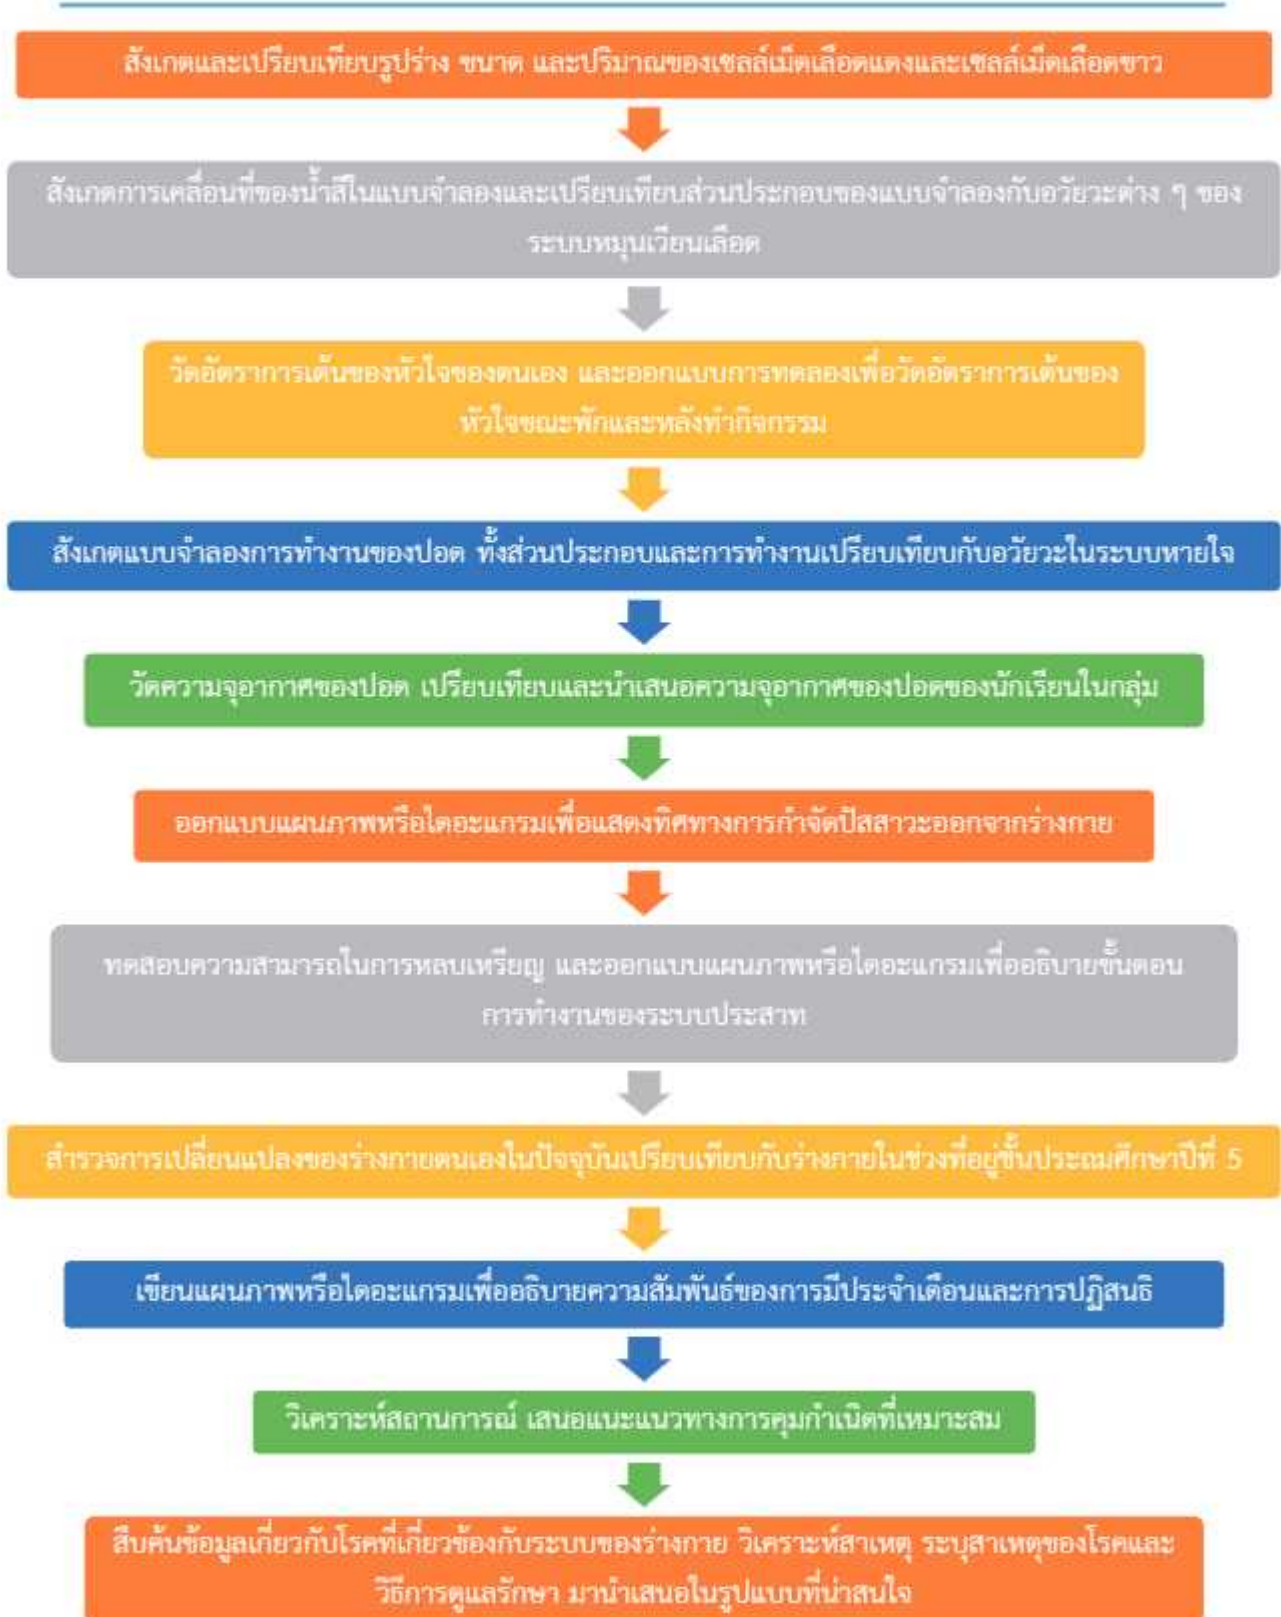 สังเกตและเปรียบเทียบรูปร่าง ขนาด และปริมาณของเซลล์เม็ดเลือดแดงและเซลล์เม็ดเลือดขาว
สังเกตการเคลื่อนที่ของน้ำสีในแบบจำลองและเปรียบเทียบส่วนประกอบของแบบจำลองกับอวัยวะต่าง ๆ ของ
ระบบหมุนเวียนเลือด
วัดอัตราการเต้นของหัวใจของตนเอง และออกแบบการทดลองเพื่อวัดอัตราการเต้นของ
หัวใจขณะพักและหลังทำกิจกรรม
สังเกตแบบจำลองการทำงานของปอด ทั้งส่วนประกอบและการทำงานเปรียบเทียบกับอวัยวะในระบบหายใจ
วัดความจุอากาศของปอด เปรียบเทียบและนำเสนอความจุอากาศของปอดของนักเรียนในกลุ่ม
ออกแบบแผนภาพหรือไดอะแกรมเพื่อแสดงทิศทางการกำจัดปัสสาวะออกจากร่างกาย
ทดสอบความสามารถในการหลบเหรียญ และออกแบบแผนภาพหรือไดอะแกรมเพื่ออธิบายขั้นตอน
การทำงานของระบบประสาท
สำรวจการเปลี่ยนแปลงของร่างกายตนเองในปัจจุบันเปรียบเทียบกับร่างกายในช่วงที่อยู่ชั้นประถมศึกษาปีที่ 5
เขียนแผนภาพหรือไดอะแกรมเพื่ออธิบายความสัมพันธ์ของการมีประจำเดือนและการปฏิสนธิ
วิเคราะห์สถานการณ์ เสนอแนะแนวทางการคุมกำเนิดที่เหมาะสม
สืบค้นข้อมูลเกี่ยวกับโรคที่เกี่ยวข้องกับระบบของร่างกาย วิเคราะห์สาเหตุ ระบุสาเหตุของโรคและ
วิธีการดูแลรักษา มานำเสนอในรูปแบบที่น่าสนใจ